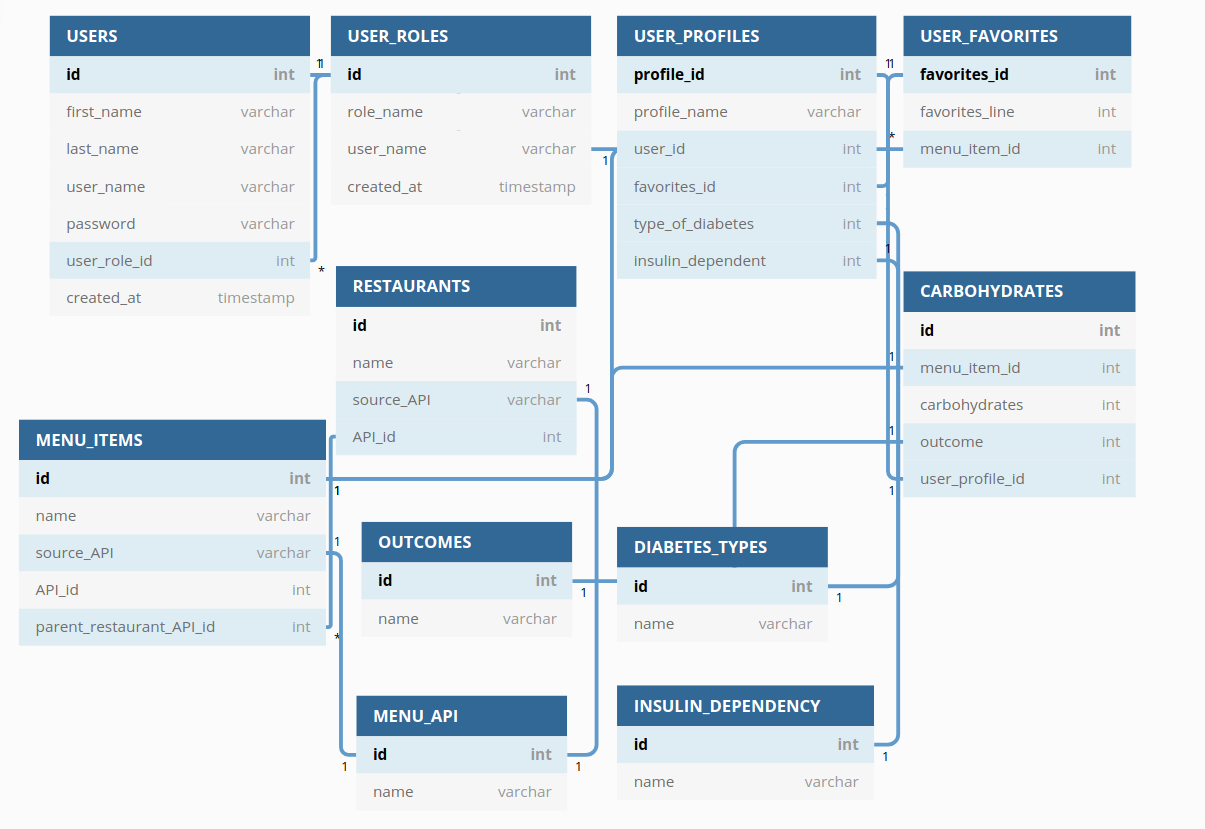 USERS
id int
first_name varchar
last_name varchar
user_name varchar
password varchar
user_role_id int
created_at timestamp
USER_ROLES
id int
role_name varchar
user_name varchar
created_at timestamp
USER_PROFILES
profile_id int
profile_name varchar
user_id int
favorites_id int
type_of_diabetes int
insulin_dependent int
USER_FAVORITES
favorites_id int
favorites_line int
menu_item_id int
1 1
*
1
1 1
*
1
RESTAURANTS
id int
name varchar
source_API varchar
API_id int
1
CARBOHYDRATES
id int
menu_item_id int
carbohydrates int
outcome int
user_profile_id int
1
1
1
MENU_ITEMS
id int
name varchar
source_API varchar
API_id int
parent_restaurant_API_id int
1
1
*
OUTCOMES
id int
name varchar
1
DIABETES_TYPES
id int
name varchar
1
MENU_API
id int
name varchar
1
1
INSULIN_DEPENDENCY
id int
name varchar
1